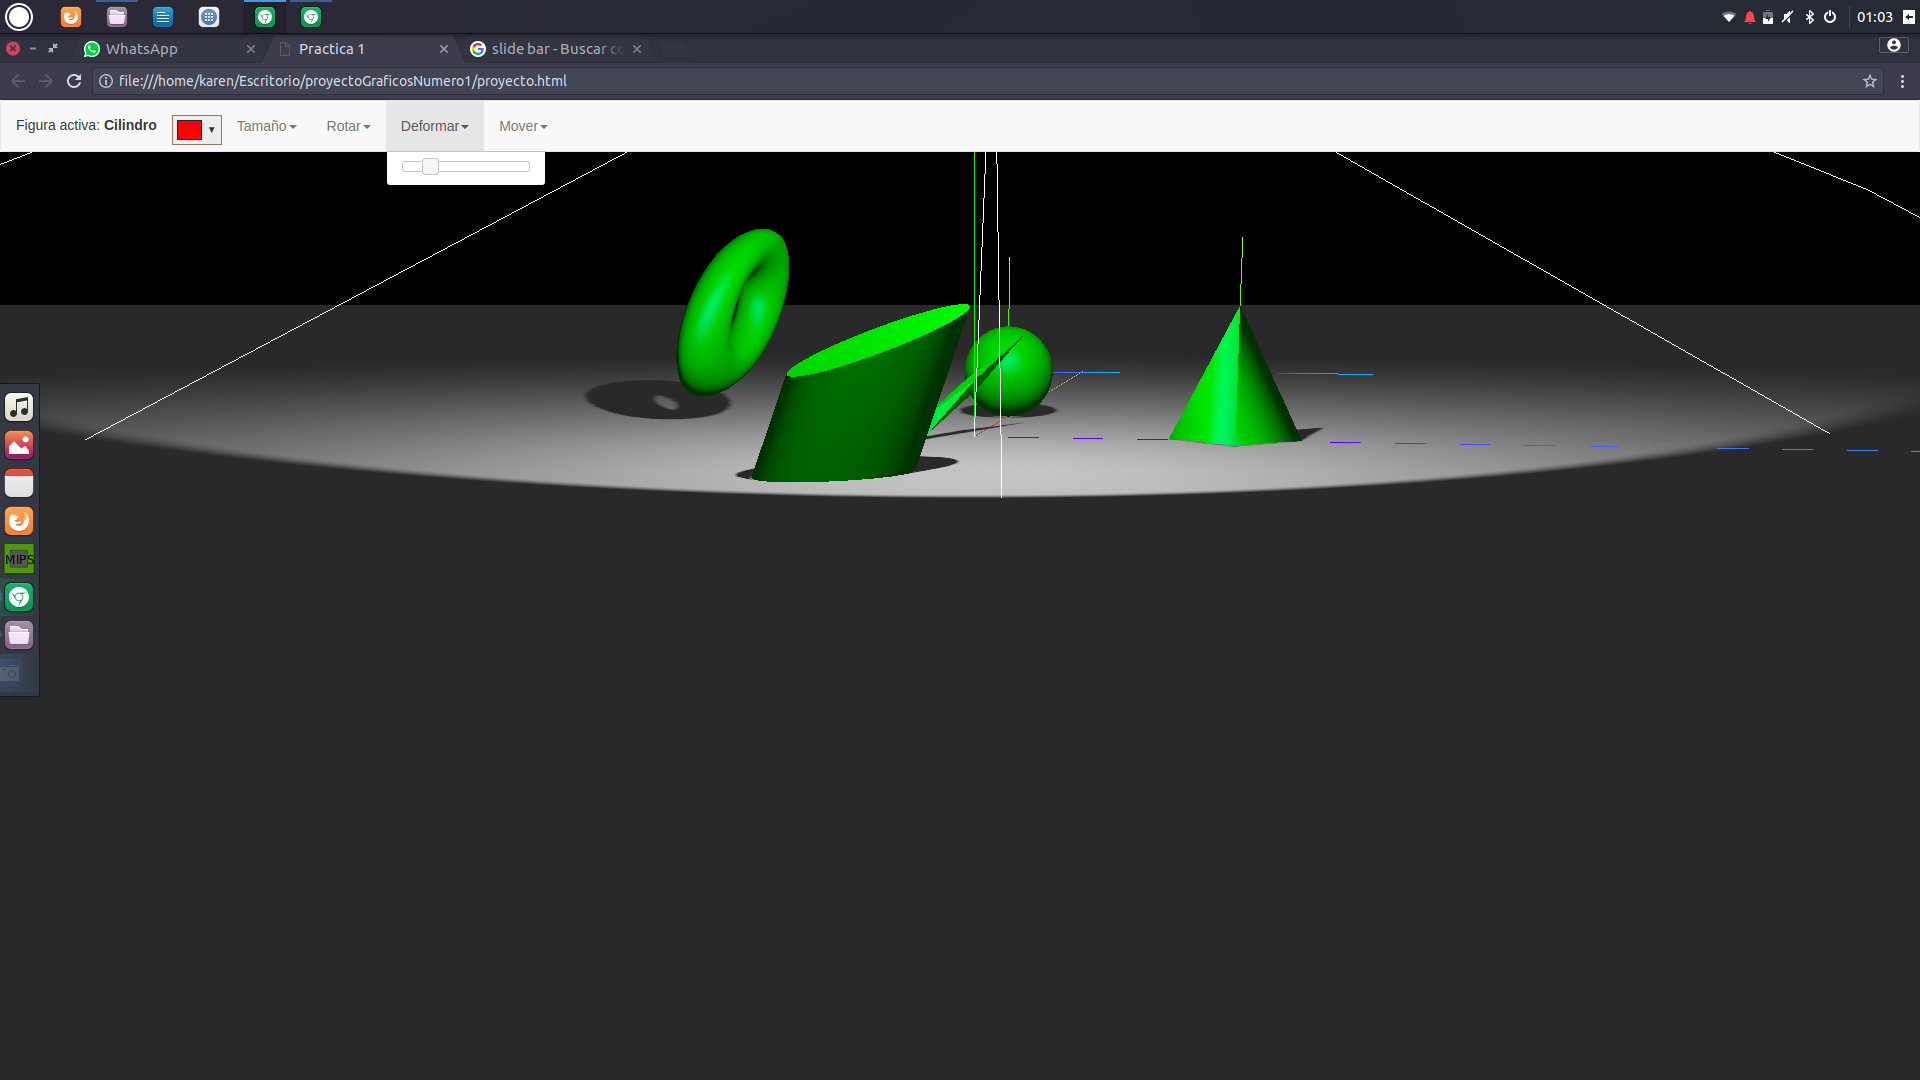 01:03
WhatsApp
Practica 1
slide bar - Buscar co
file:///home/karen/Escritorio/proyectoGraficosNumero1/proyecto.html
Figura activa: Cilindro
Tamaño
Rotar
Deformar
Mover
MIPS